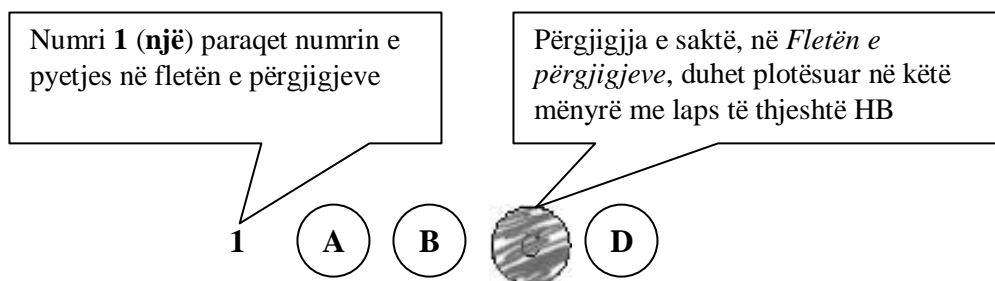 Numri 1 (një) paraqet numrin e
pyetjes në fletën e përgjigjeve
Përgjigjja e saktë, në Fletën e
përgjigjeve, duhet plotësuar në këtë
mënyrë me laps të thjeshtë HB
1 A B C D